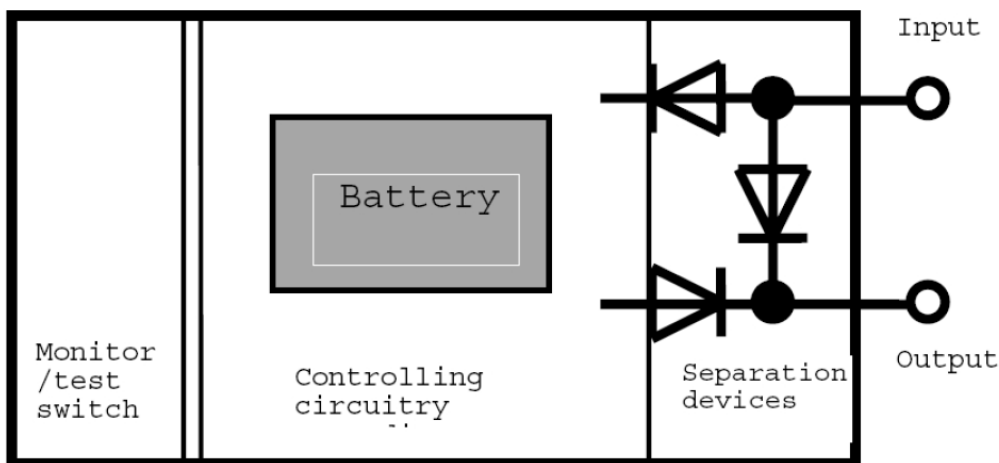 Input
Battery
Monitor
/test
switch
Controlling
circuitry
Separation
devices
Output